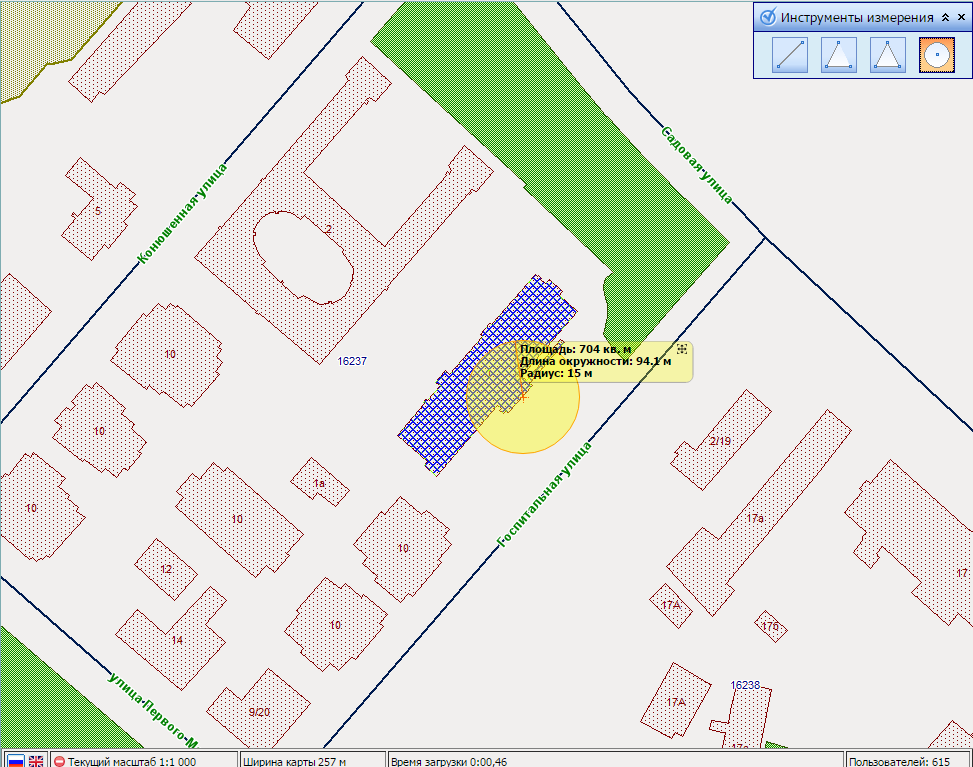 Инструменты измерения
Садовая улица
Конюшенная улица
5
2
16237
10
Площадь: 704 кв. м
Длина окружности: 94.1 м
Радиус: 15 м
10
2/19
Госпитальная улица
1а
10
10
17а
10
12
17
17А
10
17б
14
улица Первого М
16238
9/20
17А
17а
Текущий масштаб 1:1 000
Ширина карты 257 м
Время загрузки 0:00,46
Пользователей: 615